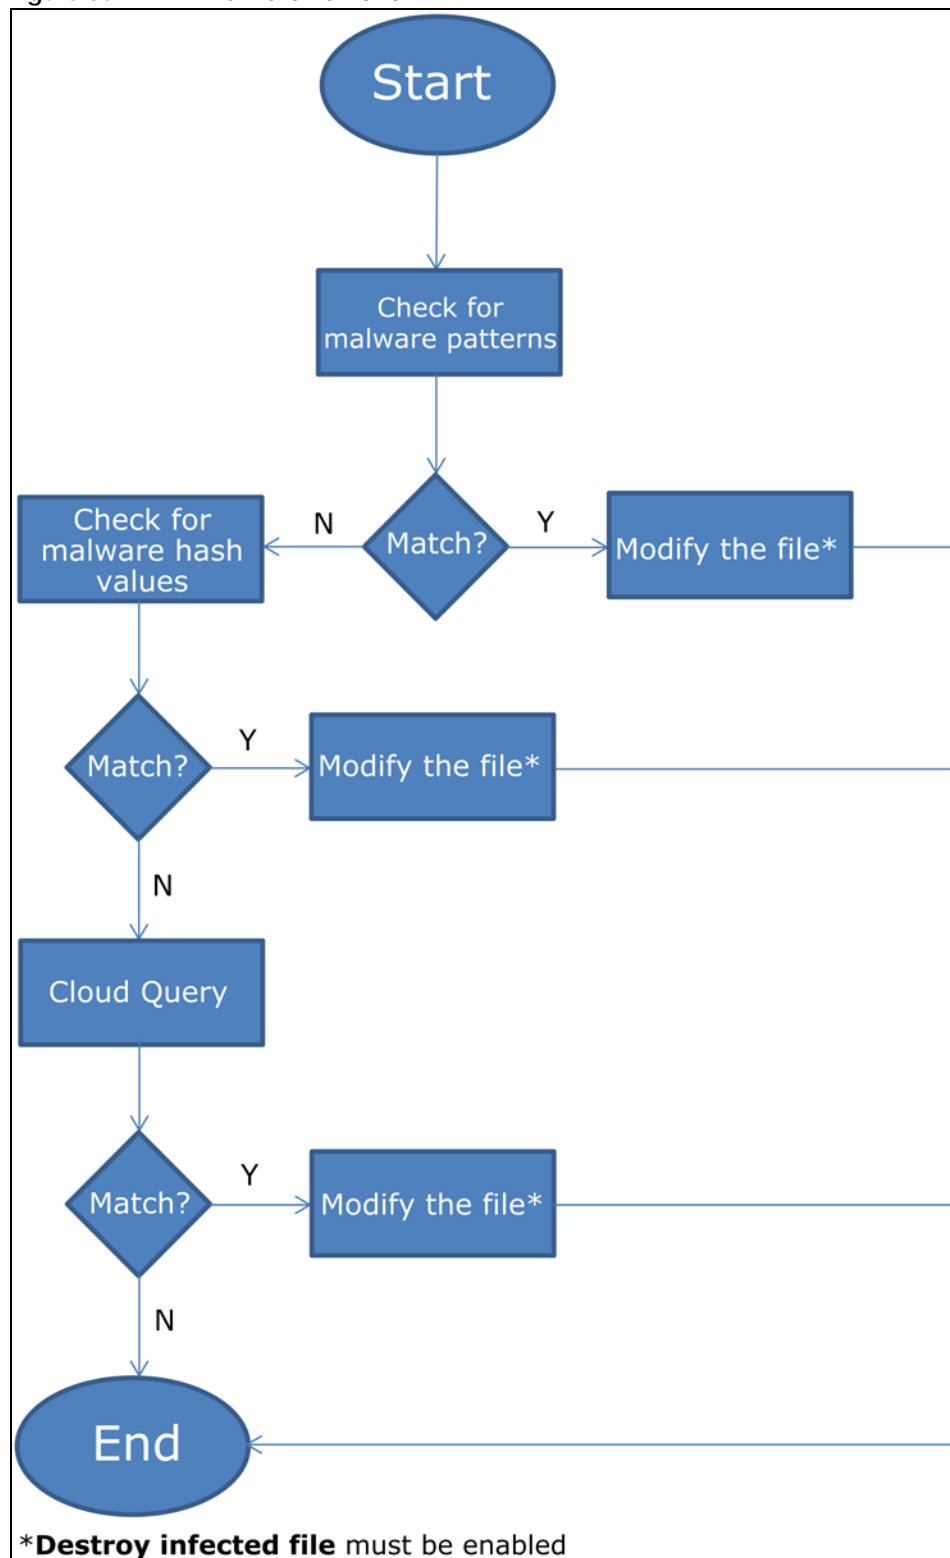 Start
Check for
malware patterns
Match?
N
Y
Check for
malware hash
values
Modify the file*
Match?
Y
Modify the file*
N
Cloud Query
Match?
Y
Modify the file*
N
End
*Destroy infected file must be enabled